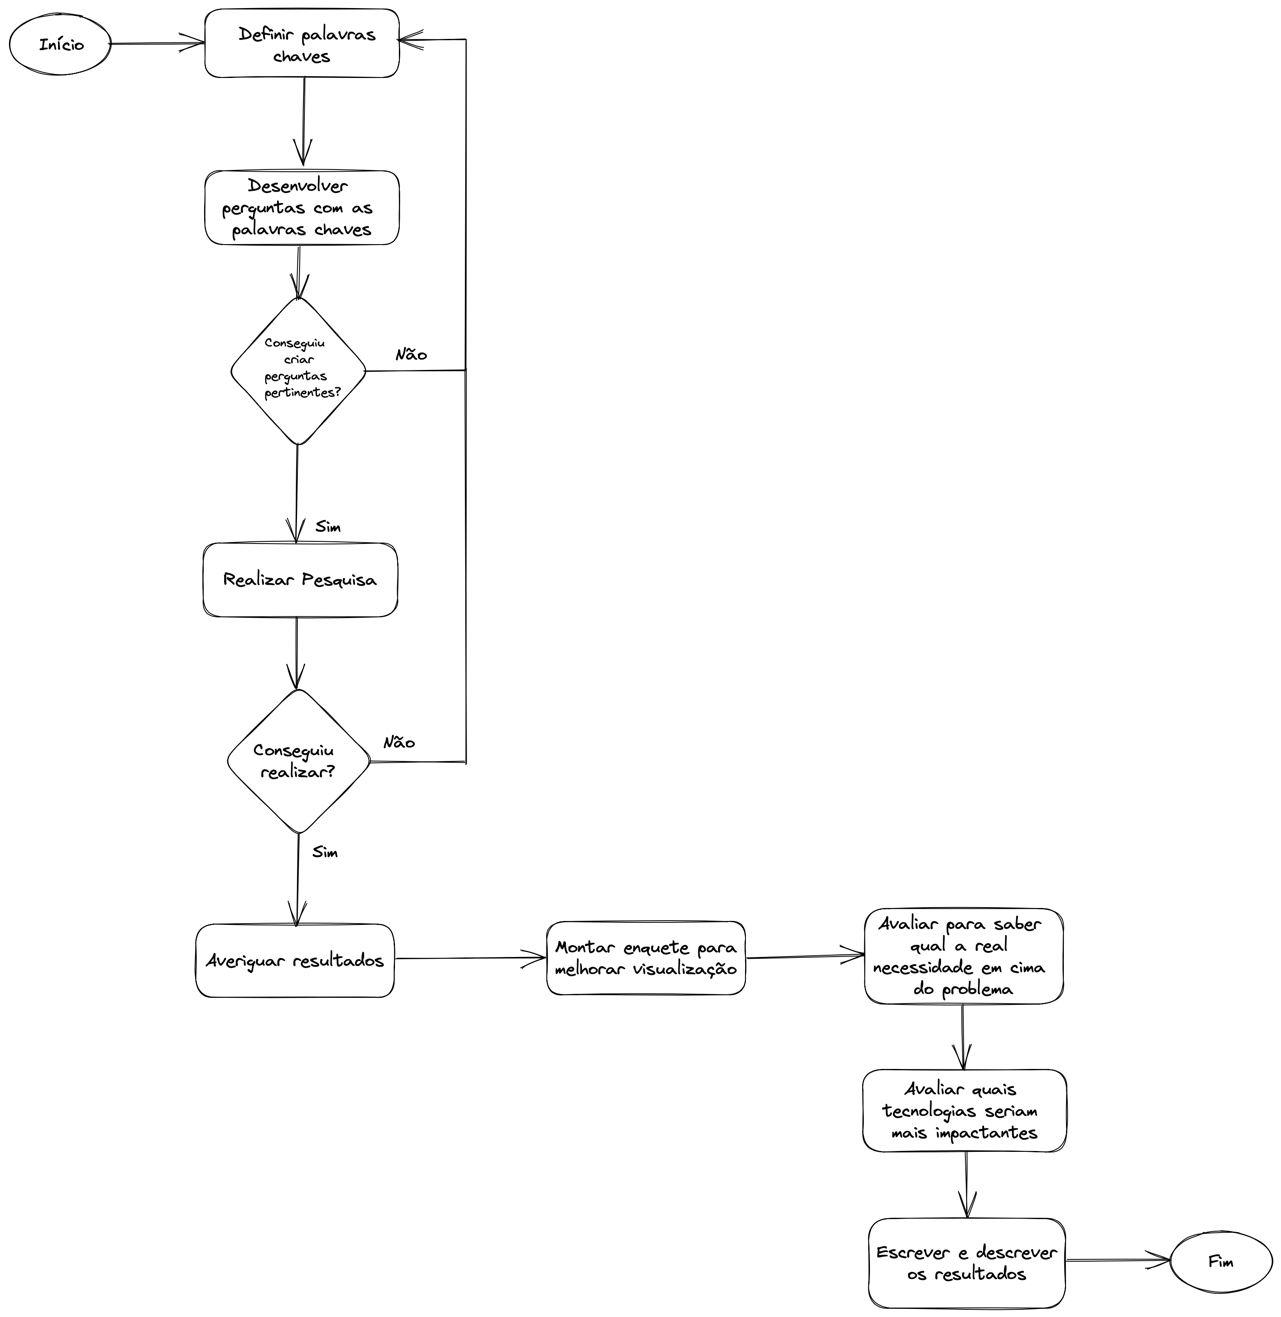 Início
Definir palavras
chaves
Desenvolver
perguntas com as
palavras chaves
Conseguiu
criar
perguntas
pertinentes?
Não
Sim
Realizar Pesquisa
Conseguiu
realizar?
Não
Sim
Averiguar resultados
Montar enquete para
melhorar visualização
Avaliar para saber
qual a real
necessidade em cima
do problema
Avaliar quais
tecnologias seriam
mais impactantes
Escrever e descrever
os resultados
Fim